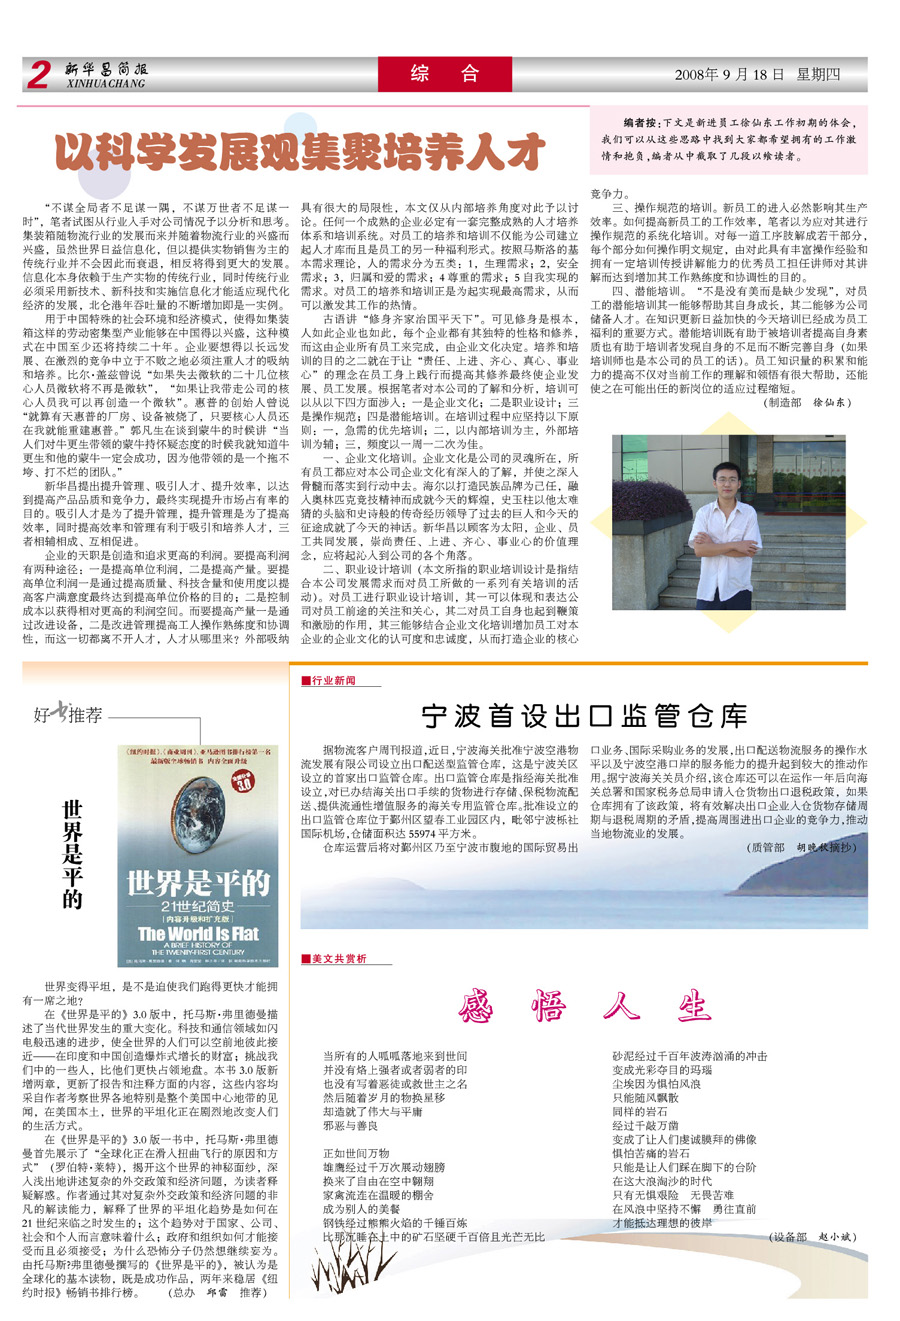 2
新华昌简报
XINHUACHANG
综 合
2008年 9 月 18 日 星期四
以科学发展观集聚培养人才
编者按：下文是新进员工徐仙东工作初期的体会，
我们可以从这些思路中找到大家都希望拥有的工作激
情和抱负，编者从中截取了几段以飨读者。
“不谋全局者不足谋一隅，不谋万世者不足谋一
时”，笔者试图从行业入手对公司情况予以分析和思考。
集装箱随物流行业的发展而来并随着物流行业的兴盛而
兴盛，虽然世界日益信息化，但以提供实物销售为主的
传统行业并不会因此而衰退，相反将得到更大的发展。
信息化本身依赖于生产实物的传统行业，同时传统行业
必须采用新技术、新科技和实施信息化才能适应现代化
经济的发展，北仑港年吞吐量的不断增加即是一实例。
用于中国特殊的社会环境和经济模式，使得如集装
箱这样的劳动密集型产业能够在中国得以兴盛，这种模
式在中国至少还将持续二十年。企业要想得以长远发
展、在激烈的竞争中立于不败之地必须注重人才的吸纳
和培养。比尔·盖兹曾说“如果失去微软的二十几位核
心人员微软将不再是微软”，“如果让我带走公司的核
心人员我可以再创造一个微软”。惠普的创始人曾说
“就算有天惠普的厂房、设备被烧了，只要核心人员还
在我就能重建惠普。”郭凡生在谈到蒙牛的时候讲“当
人们对牛更生带领的蒙牛持怀疑态度的时候我就知道牛
更生和他的蒙牛一定会成功，因为他带领的是一个拖不
垮、打不烂的团队。”
新华昌提出提升管理、吸引人才、提升效率，以达
到提高产品品质和竞争力，最终实现提升市场占有率的
目的。吸引人才是为了提升管理，提升管理是为了提高
效率，同时提高效率和管理有利于吸引和培养人才，三
者相辅相成、互相促进。
企业的天职是创造和追求更高的利润。要提高利润
有两种途径：一是提高单位利润，二是提高产量。要提
高单位利润一是通过提高质量、科技含量和使用度以提
高客户满意度最终达到提高单位价格的目的；二是控制
成本以获得相对更高的利润空间。而要提高产量一是通
过改进设备，二是改进管理提高工人操作熟练度和协调
性，而这一切都离不开人才，人才从哪里来？外部吸纳
具有很大的局限性，本文仅从内部培养角度对此予以讨
论。任何一个成熟的企业必定有一套完整成熟的人才培养
体系和培训系统。对员工的培养和培训不仅能为公司建立
起人才库而且是员工的另一种福利形式。按照马斯洛的基
本需求理论，人的需求分为五类：1，生理需求；2，安全
需求；3，归属和爱的需求；4 尊重的需求；5 自我实现的
需求。对员工的培养和培训正是为起实现最高需求，从而
可以激发其工作的热情。
古语讲“修身齐家治国平天下”。可见修身是根本，
人如此企业也如此，每个企业都有其独特的性格和修养，
而这由企业所有员工来完成，由企业文化决定。培养和培
训的目的之二就在于让“责任、上进、齐心、真心、事业
心”的理念在员工身上践行而提高其修养最终使企业发
展、员工发展。根据笔者对本公司的了解和分析，培训可
以从以下四方面涉入：一是企业文化；二是职业设计；三
是操作规范；四是潜能培训。在培训过程中应坚持以下原
则：一，急需的优先培训；二，以内部培训为主，外部培
训为辅；三，频度以一周一二次为佳。
一、企业文化培训。企业文化是公司的灵魂所在，所
有员工都应对本公司企业文化有深入的了解，并使之深入
骨髓而落实到行动中去。海尔以打造民族品牌为己任，融
入奥林匹克竞技精神而成就今天的辉煌，史玉柱以他太难
猜的头脑和史诗般的传奇经历领导了过去的巨人和今天的
征途成就了今天的神话。新华昌以顾客为太阳，企业、员
工共同发展，崇尚责任、上进、齐心、事业心的价值理
念，应将起沁入到公司的各个角落。
二、职业设计培训（本文所指的职业培训设计是指结
合本公司发展需求而对员工所做的一系列有关培训的活
动）。对员工进行职业设计培训，其一可以体现和表达公
司对员工前途的关注和关心，其二对员工自身也起到鞭策
和激励的作用，其三能够结合企业文化培训增加员工对本
企业的企业文化的认可度和忠诚度，从而打造企业的核心
竞争力。
三、操作规范的培训。新员工的进入必然影响其生产
效率。如何提高新员工的工作效率，笔者以为应对其进行
操作规范的系统化培训。对每一道工序肢解成若干部分，
每个部分如何操作明文规定，由对此具有丰富操作经验和
拥有一定培训传授讲解能力的优秀员工担任讲师对其讲
解而达到增加其工作熟练度和协调性的目的。
四、潜能培训。“不是没有美而是缺少发现”，对员
工的潜能培训其一能够帮助其自身成长，其二能够为公司
储备人才。在知识更新日益加快的今天培训已经成为员工
福利的重要方式。潜能培训既有助于被培训者提高自身素
质也有助于培训者发现自身的不足而不断完善自身（如果
培训师也是本公司的员工的话）。员工知识量的积累和能
力的提高不仅对当前工作的理解和领悟有很大帮助，还能
使之在可能出任的新岗位的适应过程缩短。
（制造部 徐仙东）
好书推荐
世界是平的
《纽约时报》、《商业周刊》、亚马逊图书排行榜第一名
最新版全球畅销书 内容全面升级
3.0
世界是平的
21世纪简史
［内容升级和扩充版］
The World Is Flat
A BRIEF HISTORY OF
THE TWENTY-FIRST CENTURY
世界变得平坦，是不是迫使我们跑得更快才能拥
有一席之地？
在《世界是平的》3.0 版中，托马斯·弗里德曼描
述了当代世界发生的重大变化。科技和通信领域如闪
电般迅速的进步，使全世界的人们可以空前地彼此接
近——在印度和中国创造爆炸式增长的财富；挑战我
们中的一些人，比他们更快占领地盘。本书 3.0 版新
增两章，更新了报告和注释方面的内容，这些内容均
采自作者考察世界各地特别是整个美国中心地带的见
闻，在美国本土，世界的平坦化正在剧烈地改变人们
的生活方式。
在《世界是平的》3.0 版一书中，托马斯·弗里德
曼首先展示了“全球化正在滑入扭曲飞行的原因和方
式”（罗伯特·莱特)，揭开这个世界的神秘面纱，深
入浅出地讲述复杂的外交政策和经济问题，为读者释
疑解惑。作者通过其对复杂外交政策和经济问题的非
凡的解读能力，解释了世界的平坦化趋势是如何在
21 世纪来临之时发生的；这个趋势对于国家、公司、
社会和个人而言意味着什么；政府和组织如何才能接
受而且必须接受；为什么恐怖分子仍然想继续妄为。
由托马斯?弗里德曼撰写的《世界是平的》，被认为是
全球化的基本读物，既是成功作品，两年来稳居《纽
约时报》畅销书排行榜。 （总办 邱雷 推荐）
■行业新闻
宁波首设出口监管仓库
据物流客户周刊报道,近日,宁波海关批准宁波空港物
流发展有限公司设立出口配送型监管仓库，这是宁波关区
设立的首家出口监管仓库。出口监管仓库是指经海关批准
设立,对已办结海关出口手续的货物进行存储､保税物流配
送､提供流通性增值服务的海关专用监管仓库｡批准设立的
出口监管仓库位于鄞州区望春工业园区内，毗邻宁波栎社
国际机场,仓储面积达 55974 平方米。
仓库运营后将对鄞州区乃至宁波市腹地的国际贸易出
口业务､国际采购业务的发展,出口配送物流服务的操作水
平以及宁波空港口岸的服务能力的提升起到较大的推动作
用｡据宁波海关关员介绍,该仓库还可以在运作一年后向海
关总署和国家税务总局申请入仓货物出口退税政策，如果
仓库拥有了该政策，将有效解决出口企业入仓货物存储周
期与退税周期的矛盾,提高周围进出口企业的竞争力,推动
当地物流业的发展。
（质管部 胡晚秋摘抄）
■美文共赏析
感 悟 人 生
当所有的人呱呱落地来到世间
并没有烙上强者或者弱者的印
也没有写着恶徒或救世主之名
然后随着岁月的物换星移
却造就了伟大与平庸
邪恶与善良
正如世间万物
雄鹰经过千万次展动翅膀
换来了自由在空中翱翔
家禽流连在温暖的棚舍
成为别人的美餐
钢铁经过熊熊火焰的千锤百炼
比那沉睡在土中的矿石坚硬千百倍且光芒无比
砂泥经过千百年波涛汹涌的冲击
变成光彩夺目的玛瑙
尘埃因为惧怕风浪
只能随风飘散
同样的岩石
经过千敲万凿
变成了让人们虔诚膜拜的佛像
惧怕苦痛的岩石
只能是让人们踩在脚下的台阶
在这大浪淘沙的时代
只有无惧艰险 无畏苦难
在风浪中坚持不懈 勇往直前
才能抵达理想的彼岸
（设备部 赵小斌）